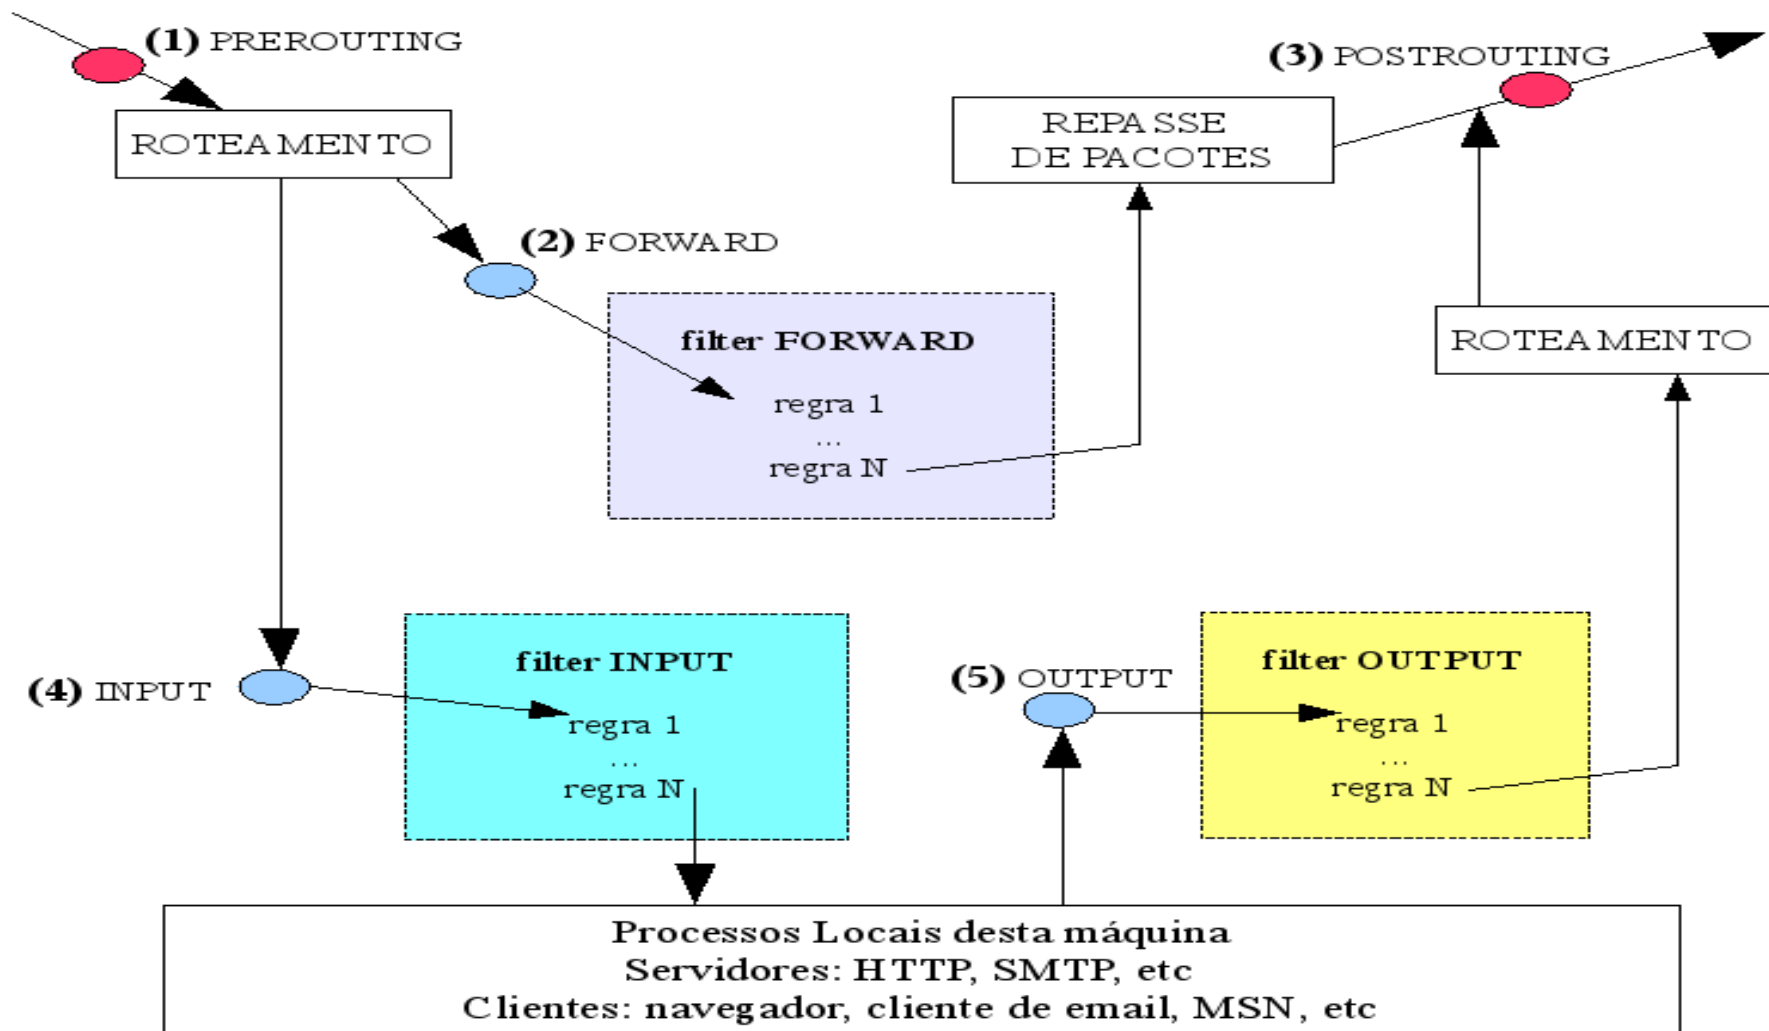 (1) PREROUTING
(3) POSTROUTING
ROTEAMENTO
REPASSE
DE PACOTES
(2) FORWARD
filter FORWARD
regra 1
...
regra N
ROTEAMENTO
(4) INPUT
filter INPUT
regra 1
...
regra N
(5) OUTPUT
filter OUTPUT
regra 1
...
regra N
Processos Locais desta máquina
Servidores: HTTP, SMTP, etc
Clientes: navegador, cliente de email, MSN, etc